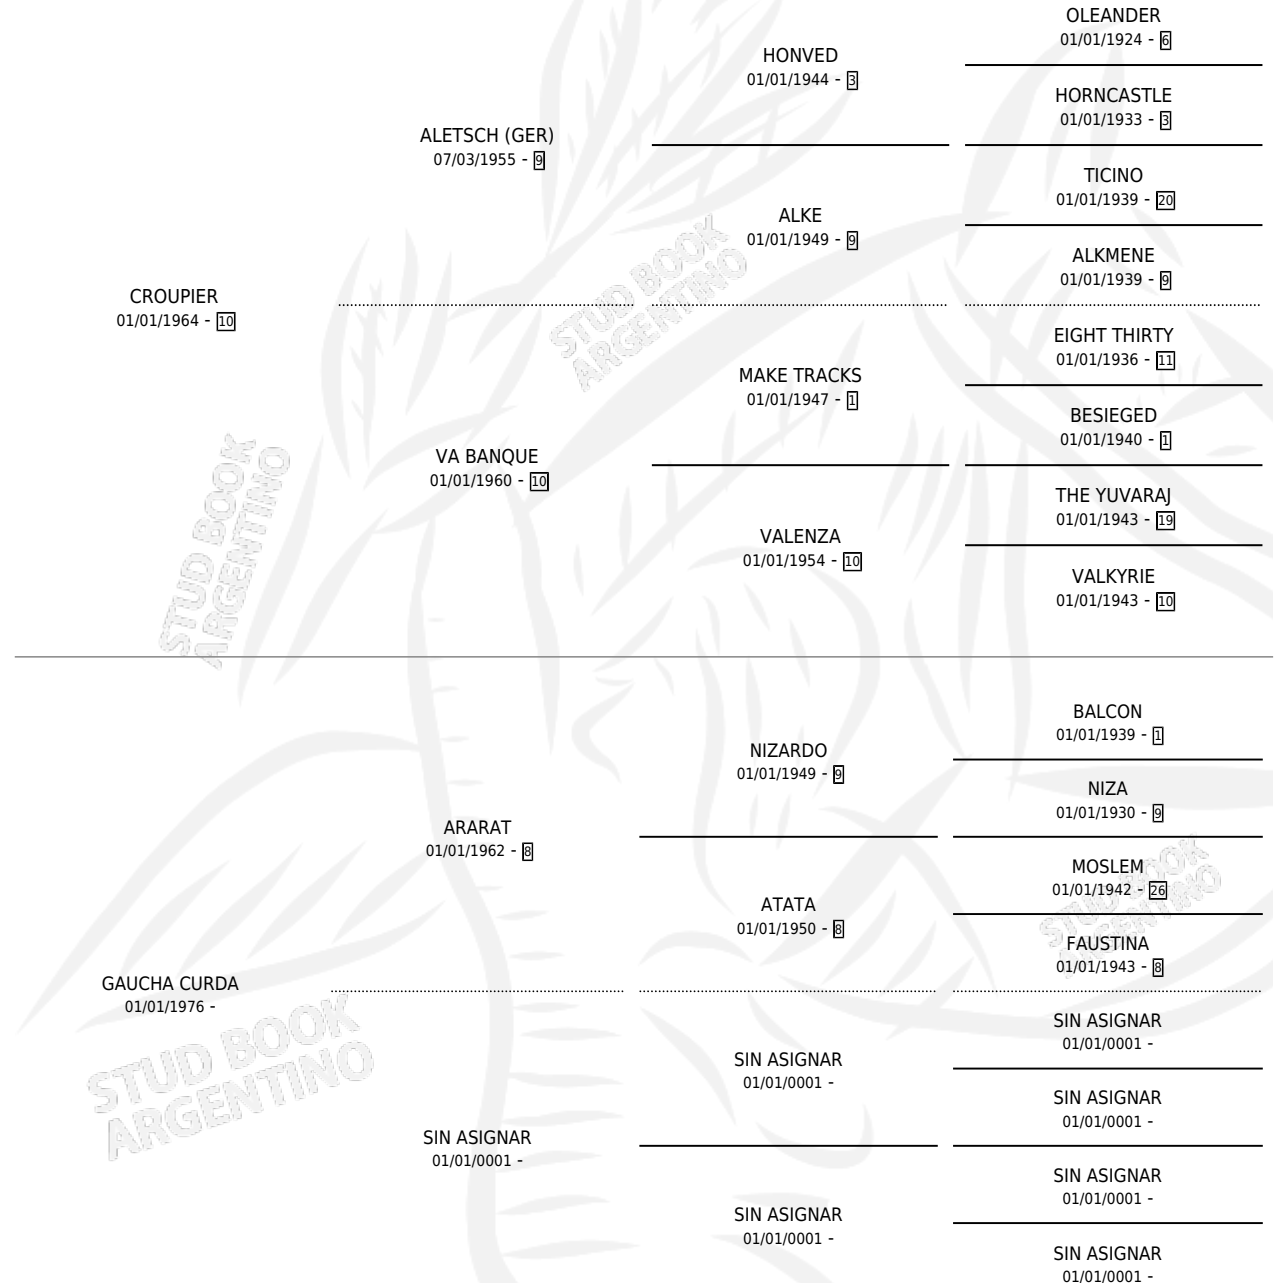 OLEANDER
01/01/1924 - 6
HONVED
01/01/1944 - 3
HORNCASTLE
01/01/1933 - 3
ALETSCH (GER)
07/03/1955 - 9
TICINO
01/01/1939 - 20
ALKE
01/01/1949 - 9
ALKMENE
01/01/1939 - 9
CROUPIER
01/01/1964 - 10
EIGHT THIRTY
01/01/1936 - 11
MAKE TRACKS
01/01/1947 - 1
BESIEGED
01/01/1940 - 1
VA BANQUE
01/01/1960 - 10
THE YUVARAJ
01/01/1943 - 19
VALENZA
01/01/1954 - 10
VALKYRIE
01/01/1943 - 10
BALCON
01/01/1939 - 1
NIZARDO
01/01/1949 - 9
NIZA
01/01/1930 - 9
ARARAT
01/01/1962 - 8
MOSLEM
01/01/1942 - 26
ATATA
01/01/1950 - 8
FAUSTINA
01/01/1943 - 8
GAUCHA CURDA
01/01/1976 -
SIN ASIGNAR
01/01/0001 -
SIN ASIGNAR
01/01/0001 -
SIN ASIGNAR
01/01/0001 -
SIN ASIGNAR
01/01/0001 -
SIN ASIGNAR
01/01/0001 -
SIN ASIGNAR
01/01/0001 -
SIN ASIGNAR
01/01/0001 -
STUD BOOK
ARGENTINO
STUD BOOK
ARGENTINO
STUD BOOK
ARGENTINO
STUD BOOK
ARGENTINO